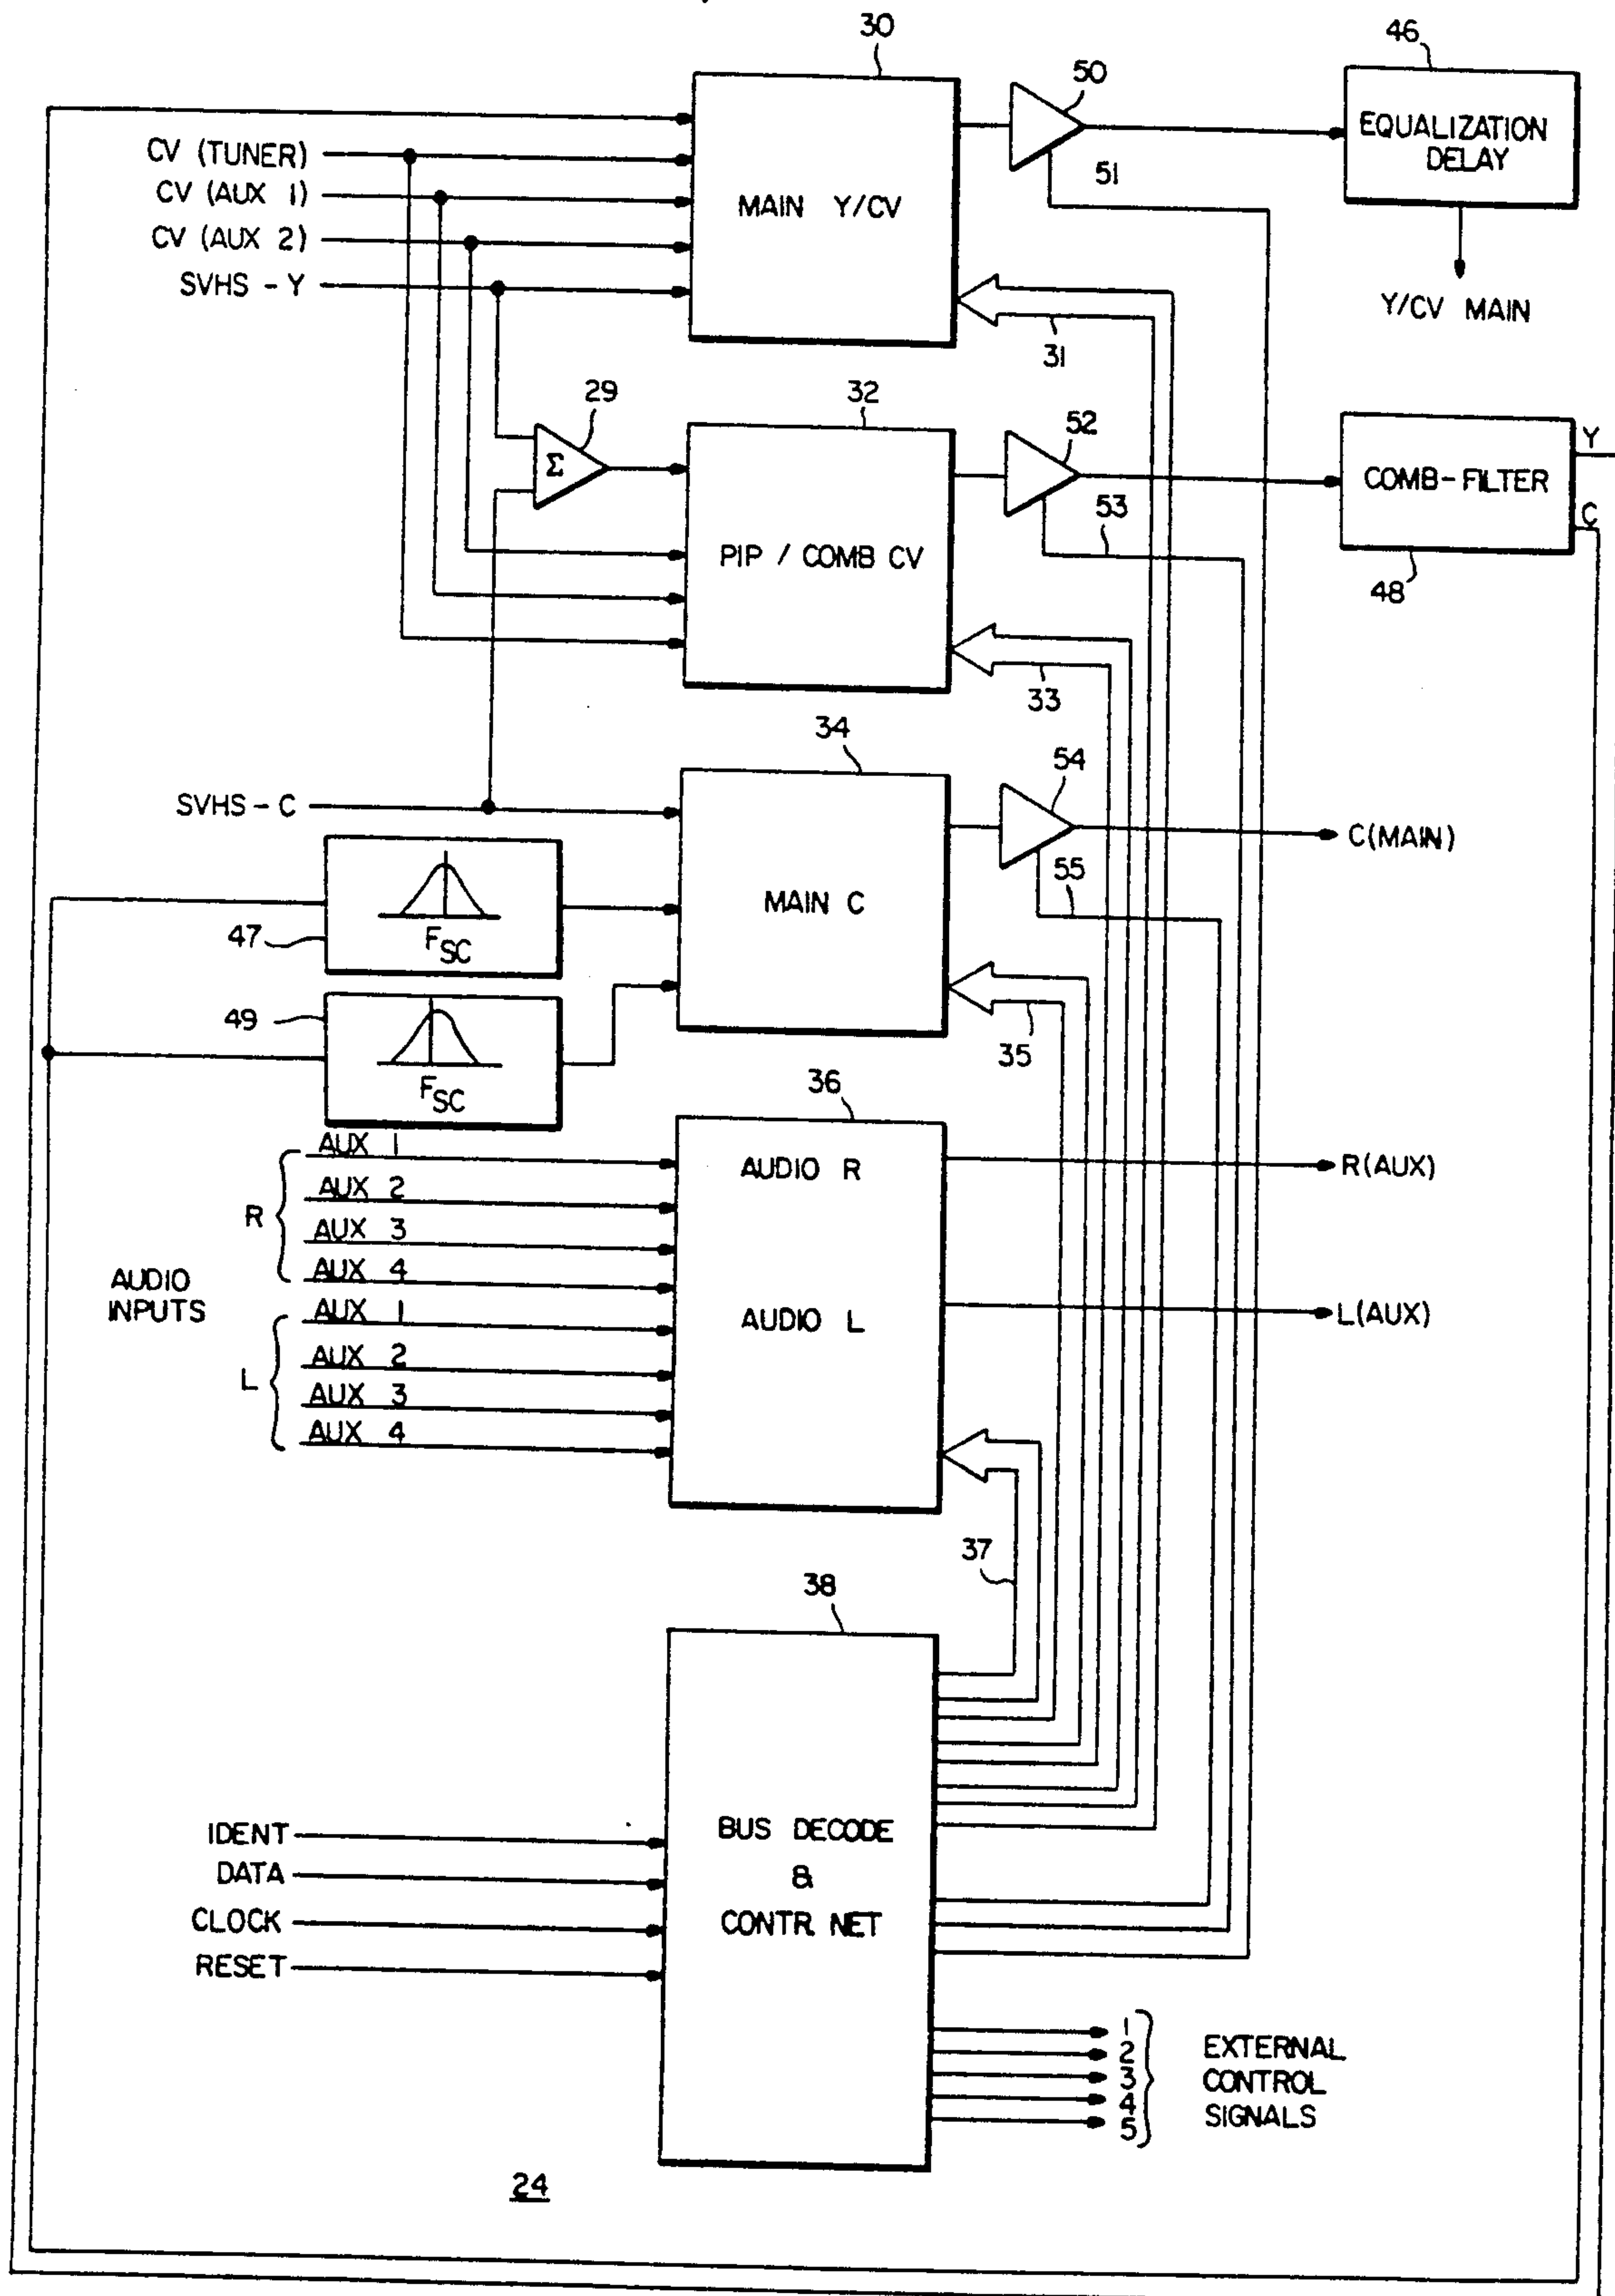 30
46
50
EQUALIZATION
DELAY
CV (TUNER)
CV (AUX 1)
CV (AUX 2)
SVHS - Y
MAIN Y/CV
51
31
Y/CV MAIN
29
Σ
32
52
PIP / COMB CV
53
33
COMB-FILTER
Y
C
48
34
54
SVHS - C
MAIN C
C(MAIN)
55
47
FSC
49
FSC
35
36
AUDIO
INPUTS
R
AUX 1
AUX 2
AUX 3
AUX 4
L
AUX 1
AUX 2
AUX 3
AUX 4
AUDIO R
AUDIO L
R(AUX)
L(AUX)
37
38
IDENT
DATA
CLOCK
RESET
BUS DECODE
&
CONTR. NET
1
2
3
4
5
EXTERNAL
CONTROL
SIGNALS
24